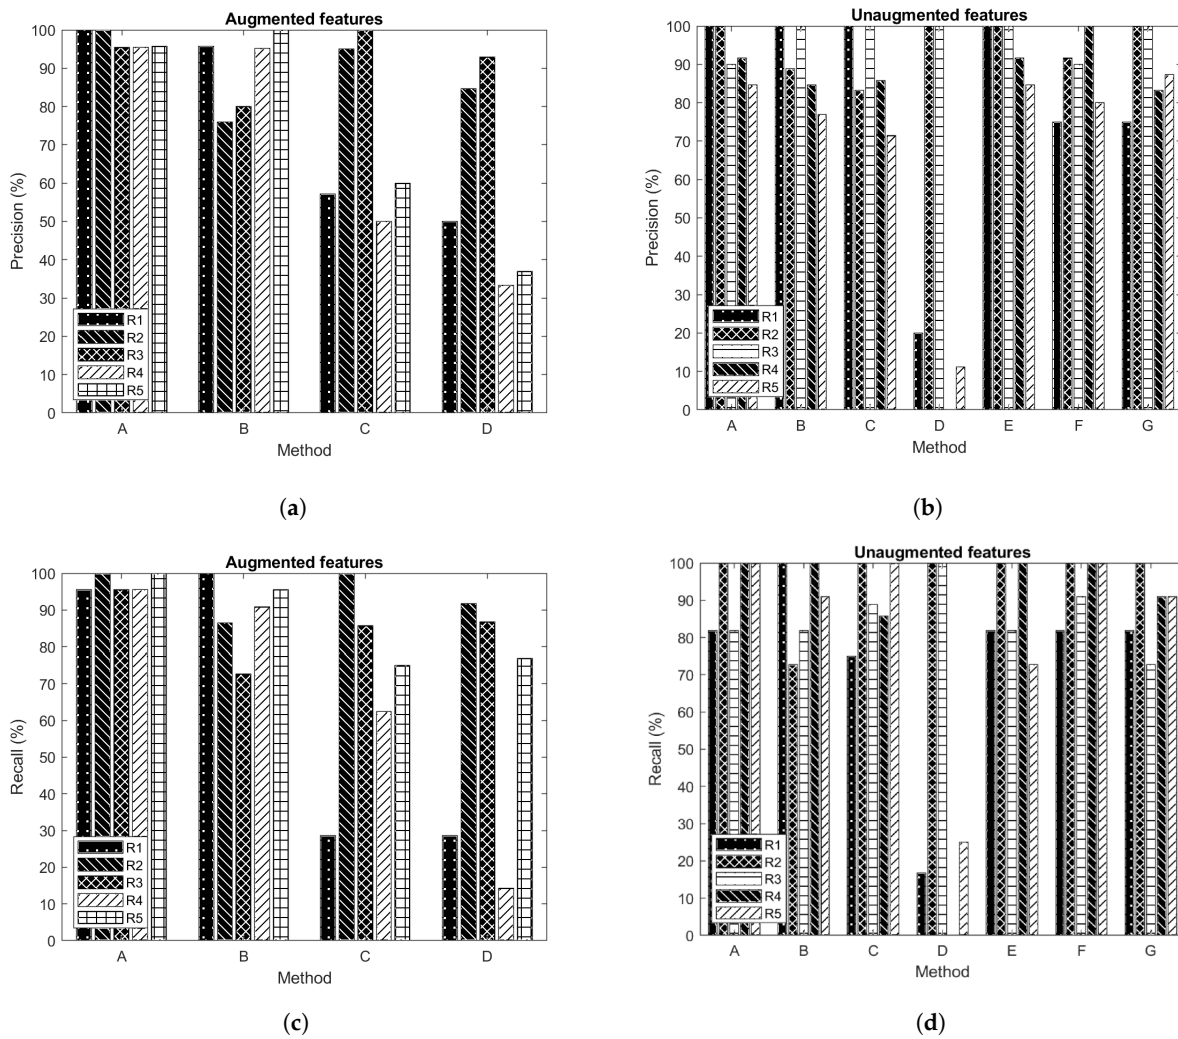 Augmented features
100
90
80
70
60
50
40
30
20
10
0
Precision (%)
R1
R2
R3
R4
R5
A B C D
Method
(a)
Unaugmented features
100
90
80
70
60
50
40
30
20
10
0
Precision (%)
R1
R2
R3
R4
R5
A B C D E F G
Method
(b)
Augmented features
100
90
80
70
60
50
40
30
20
10
0
Recall (%)
R1
R2
R3
R4
R5
A B C D
Method
(c)
Unaugmented features
100
90
80
70
60
50
40
30
20
10
0
Recall (%)
R1
R2
R3
R4
R5
A B C D E F G
Method
(d)